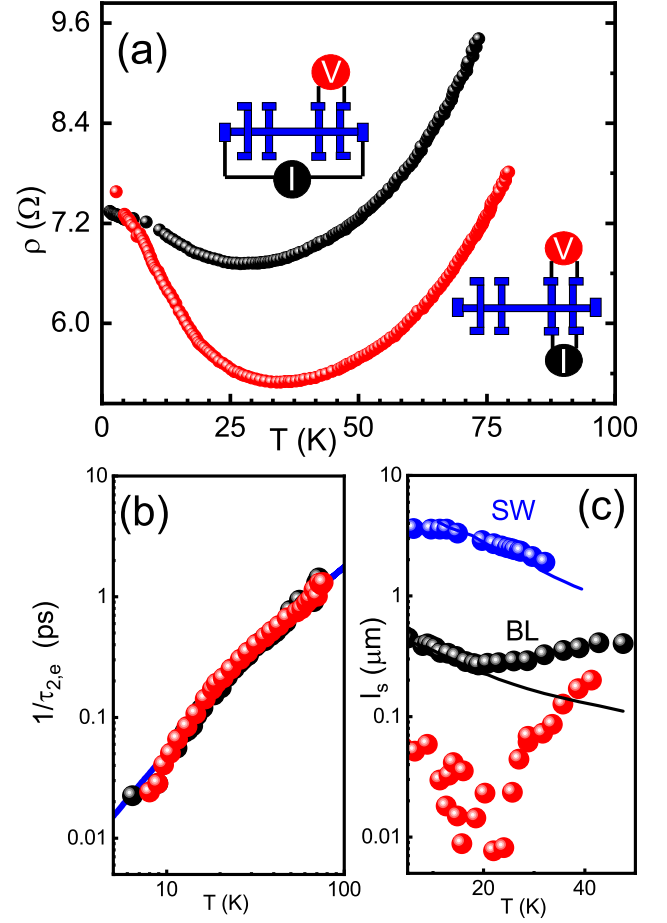 9.6
8.4
7.2
6.0
ρ (Ω)
(a)
V
I
V
I
0
25
50
75
100
T (K)
10
1
0.1
0.01
1/τ2,e (ps)
(b)
10
100
T (K)
10
1
0.1
0.01
l s (μm)
(c)
SW
BL
20
40
T (K)